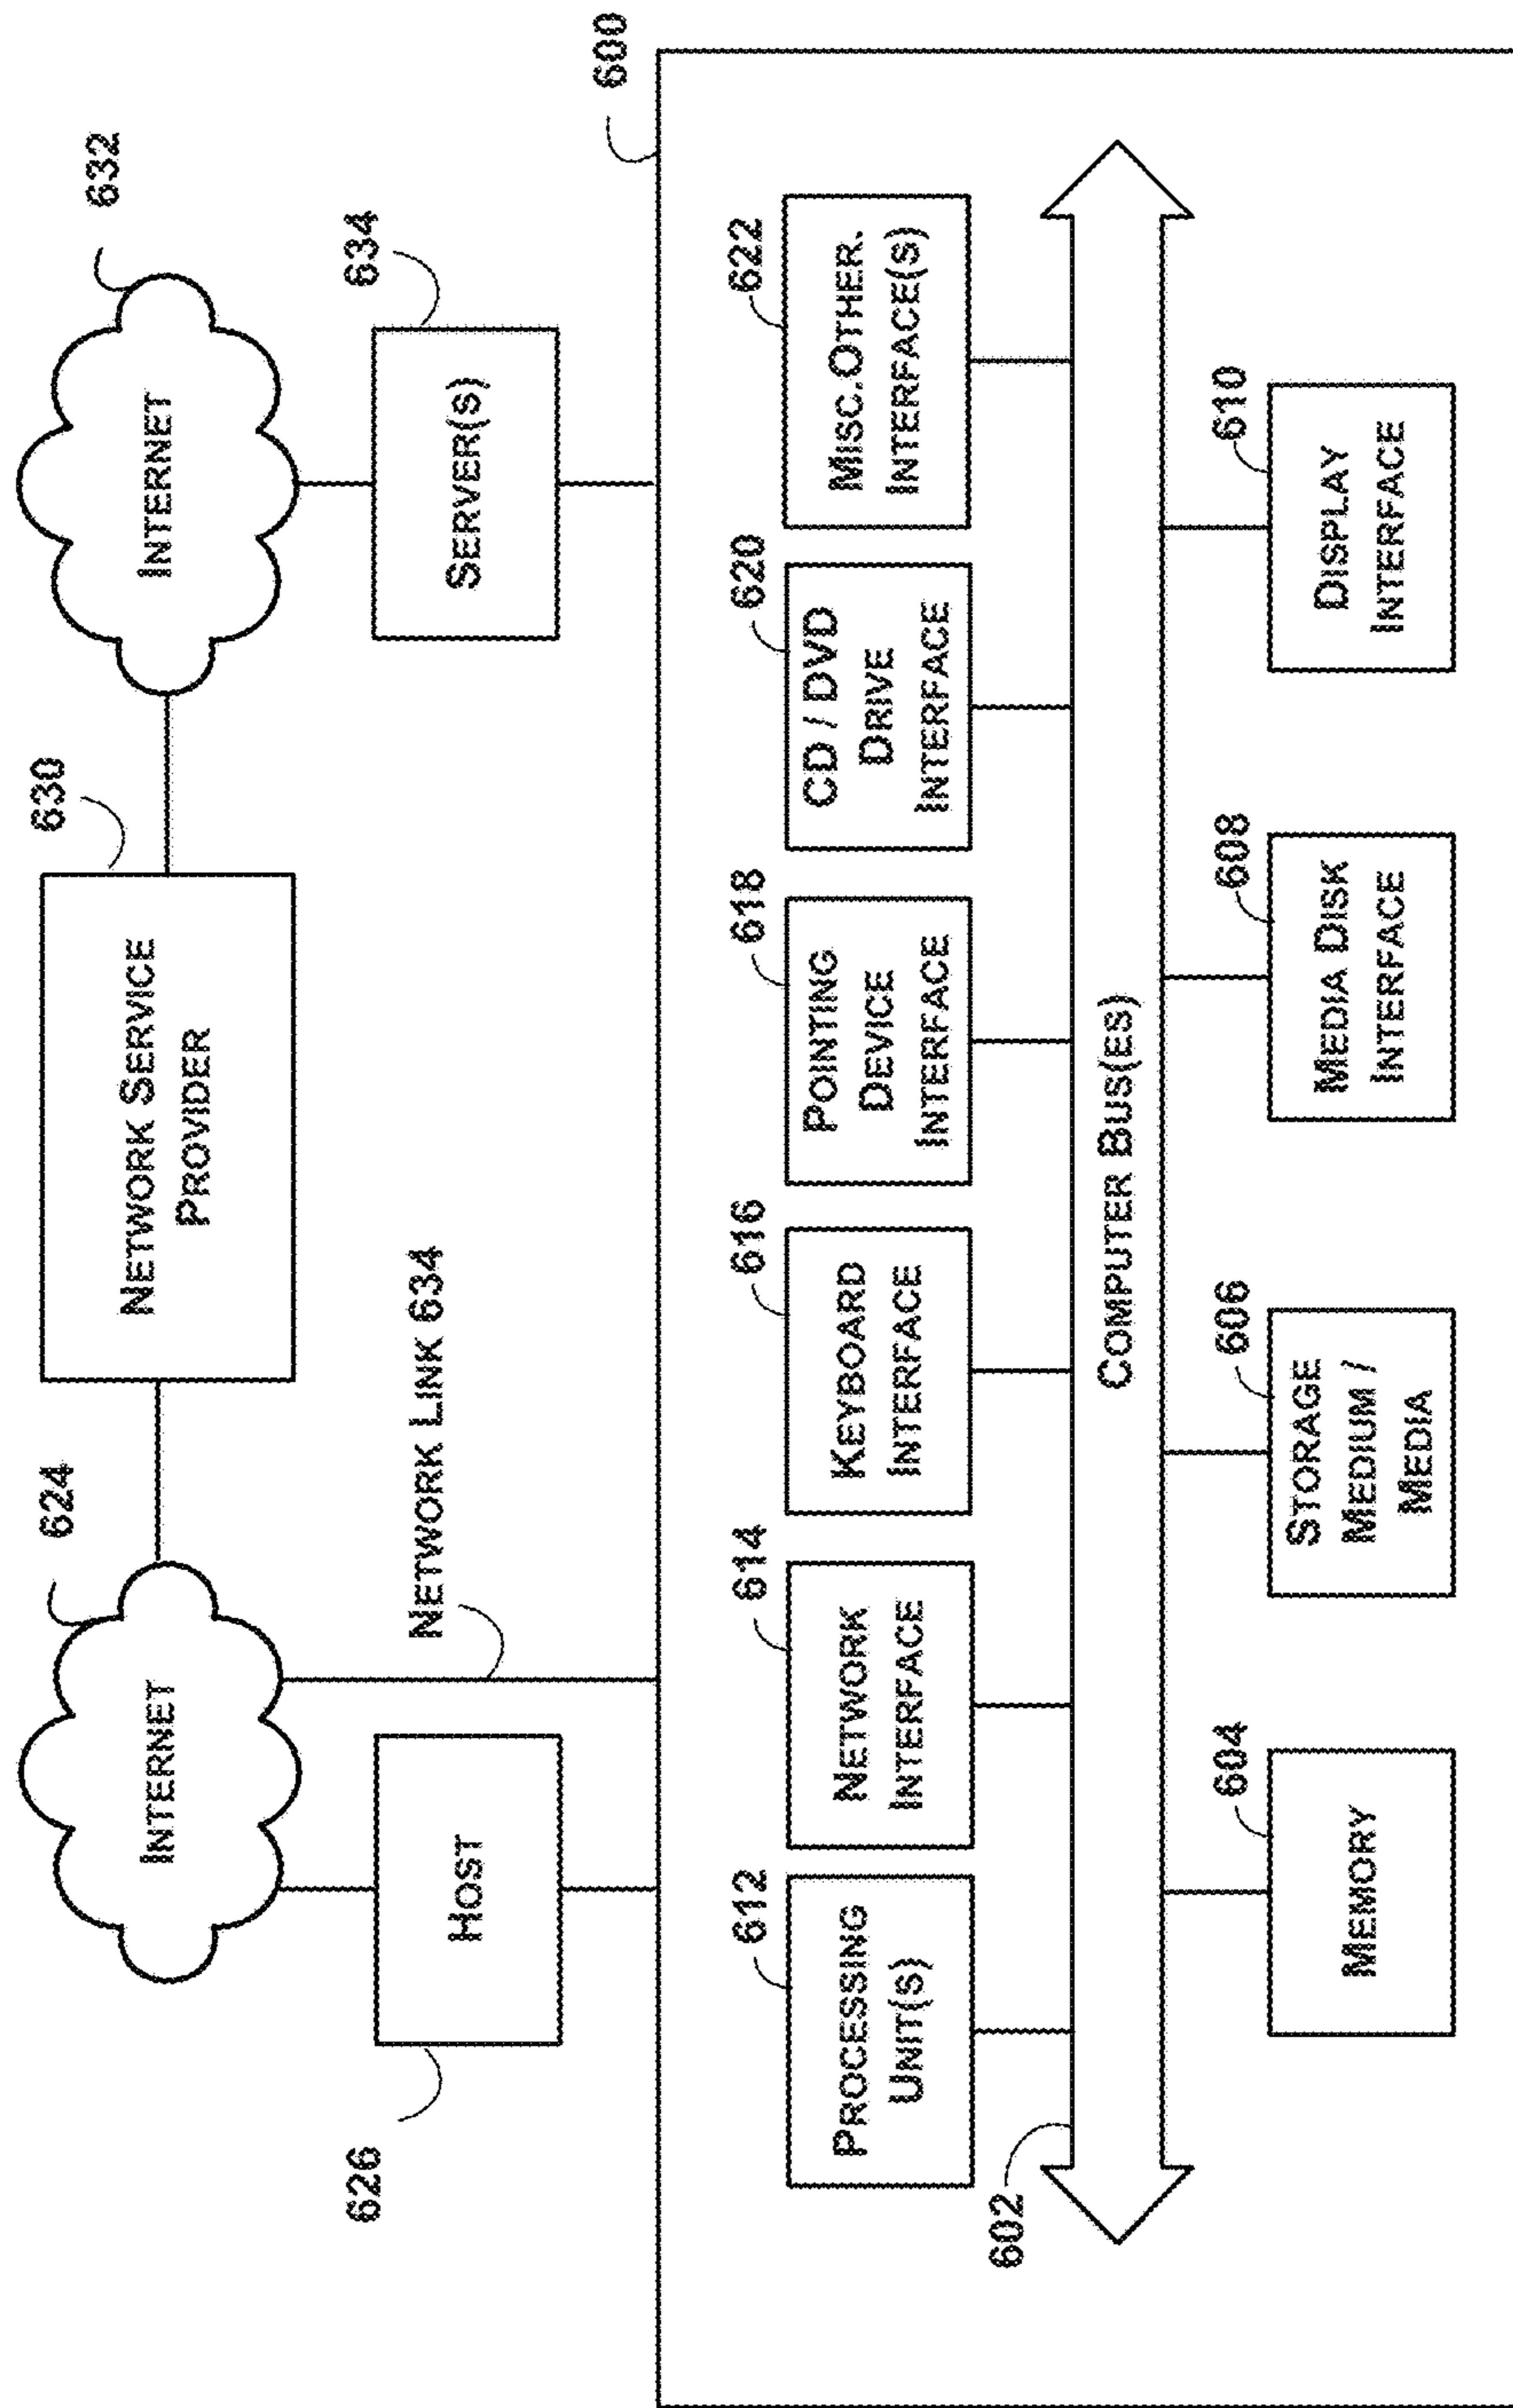 632
INTERNET
634
SERVER(S)
630
NETWORK SERVICE
PROVIDER
624
INTERNET
NETWORK LINK 634
HOST
626
600
612
PROCESSING
UNIT(S)
614
NETWORK
INTERFACE
616
KEYBOARD
INTERFACE
618
POINTING
DEVICE
INTERFACE
620
CD / DVD
DRIVE
INTERFACE
622
MISC.OTHER.
INTERFACE(S)
602
COMPUTER BUS(ES)
604
MEMORY
606
STORAGE
MEDIUM /
MEDIA
608
MEDIA DISK
INTERFACE
610
DISPLAY
INTERFACE